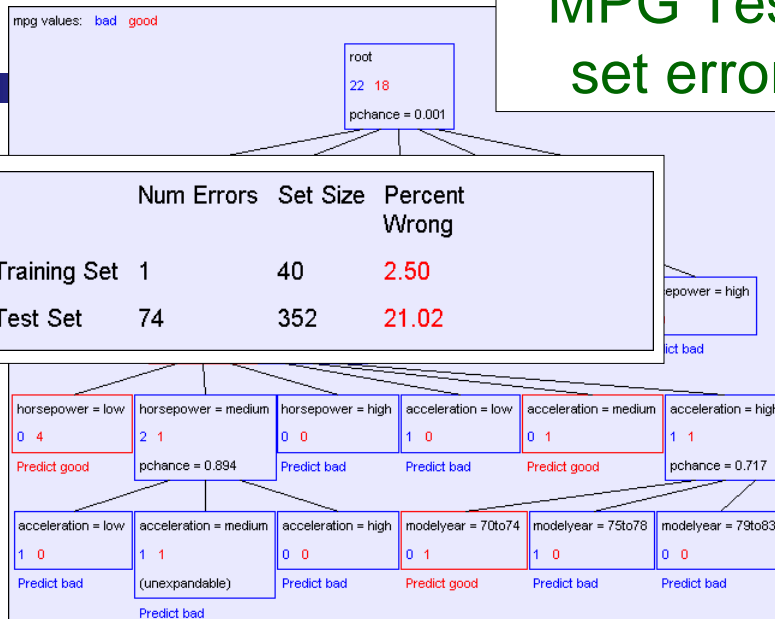 MPG Tes
set error
mpg values: bad good
root
22 18
pchance = 0.001
Num Errors Set Size Percent Wrong
Training Set 1 40 2.50
Test Set 74 352 21.02
epower = high
ict bad
horsepower = low
0 4
Predict good
horsepower = medium
2 1
pchance = 0.894
horsepower = high
0 0
Predict bad
acceleration = low
1 0
Predict bad
acceleration = medium
0 1
Predict good
acceleration = high
1 1
pchance = 0.717
acceleration = low
1 0
Predict bad
acceleration = medium
1 1
(unexpandable)
Predict bad
acceleration = high
0 0
Predict bad
modelyear = 70to74
0 1
Predict good
modelyear = 75to78
1 0
Predict bad
modelyear = 79to83
0 0
Predict bad